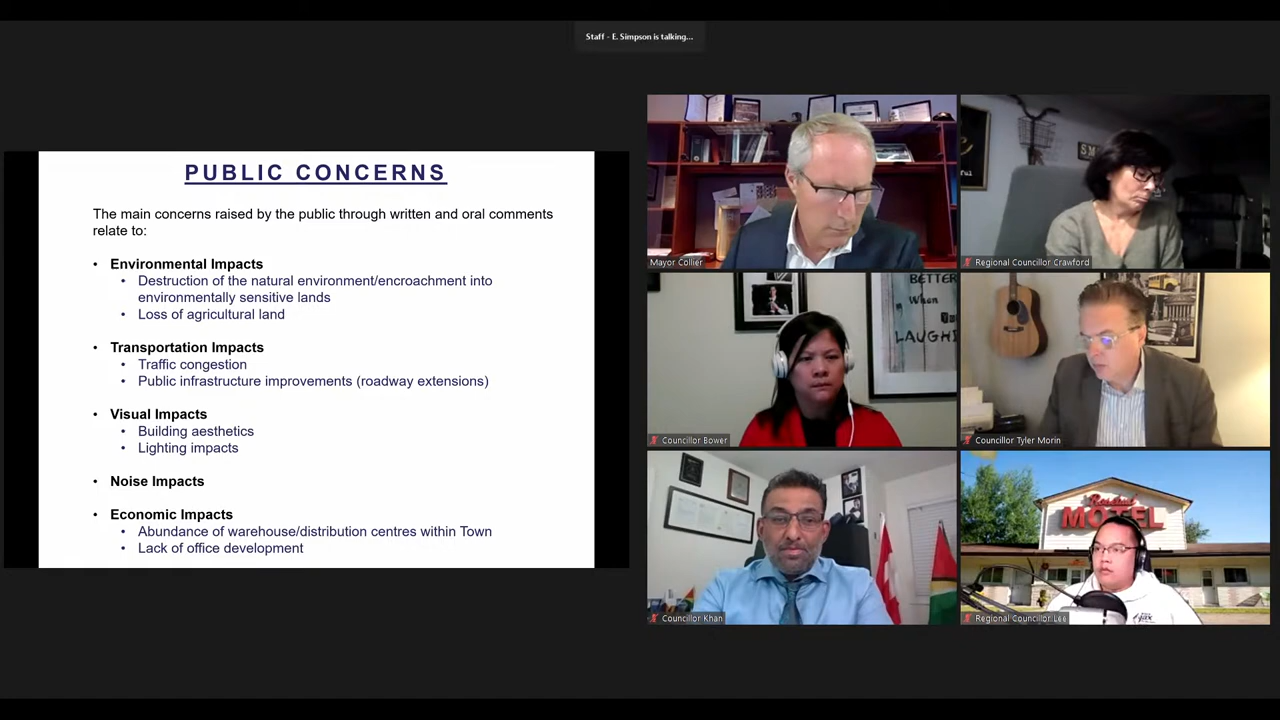 Staff - E. Simpson is talking...
PUBLIC CONCERNS
The main concerns raised by the public through written and oral comments
relate to:
• Environmental Impacts
• Destruction of the natural environment/encroachment into
environmentally sensitive lands
• Loss of agricultural land
• Transportation Impacts
• Traffic congestion
• Public infrastructure improvements (roadway extensions)
• Visual Impacts
• Building aesthetics
• Lighting impacts
• Noise Impacts
• Economic Impacts
• Abundance of warehouse/distribution centres within Town
• Lack of office development
Mayor Collier
Regional Councillor Crawford
BETTER
When
LAUGH
Councillor Bower
Councillor Tyler Morin
Councillor Khan
MOTEL
Regional Councillor Lee